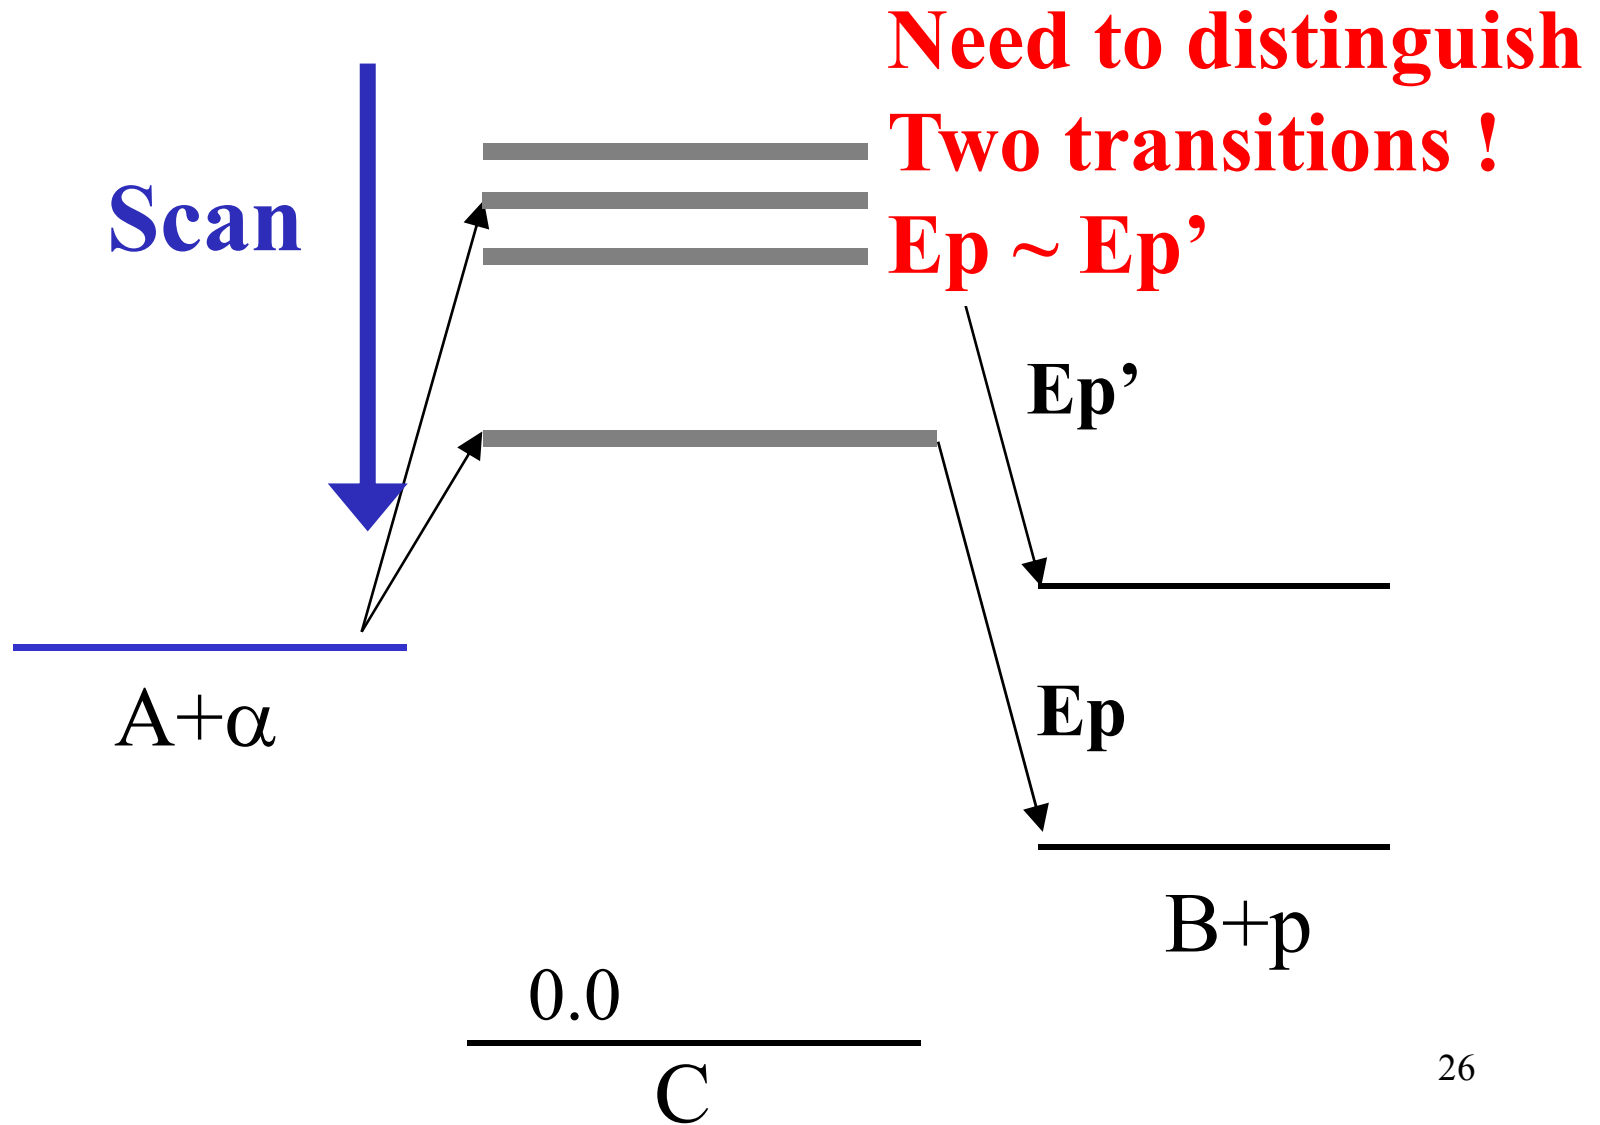 Need to distinguish
Two transitions !
Scan
Ep ~ Ep’
Ep’
Ep
A+α
B+p
0.0
C
26